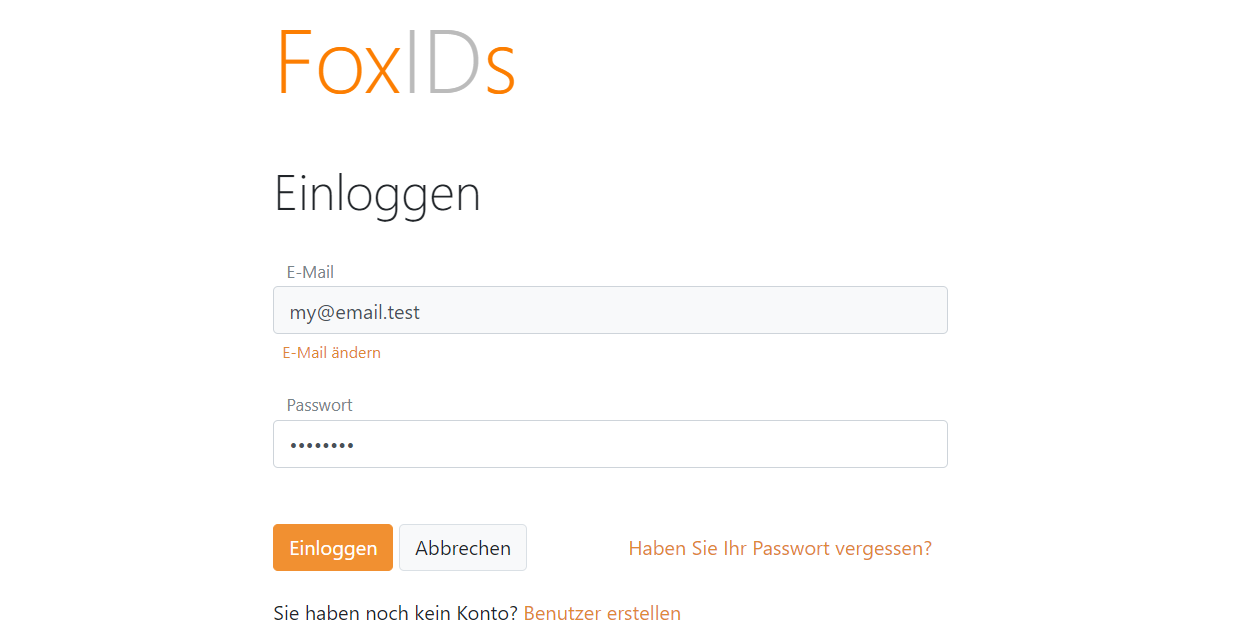 FoxIDs
Einloggen
E-Mail
my@email.test
E-Mail ändern
Passwort
••••••••
Einloggen Abbrechen Haben Sie Ihr Passwort vergessen?
Sie haben noch kein Konto? Benutzer erstellen